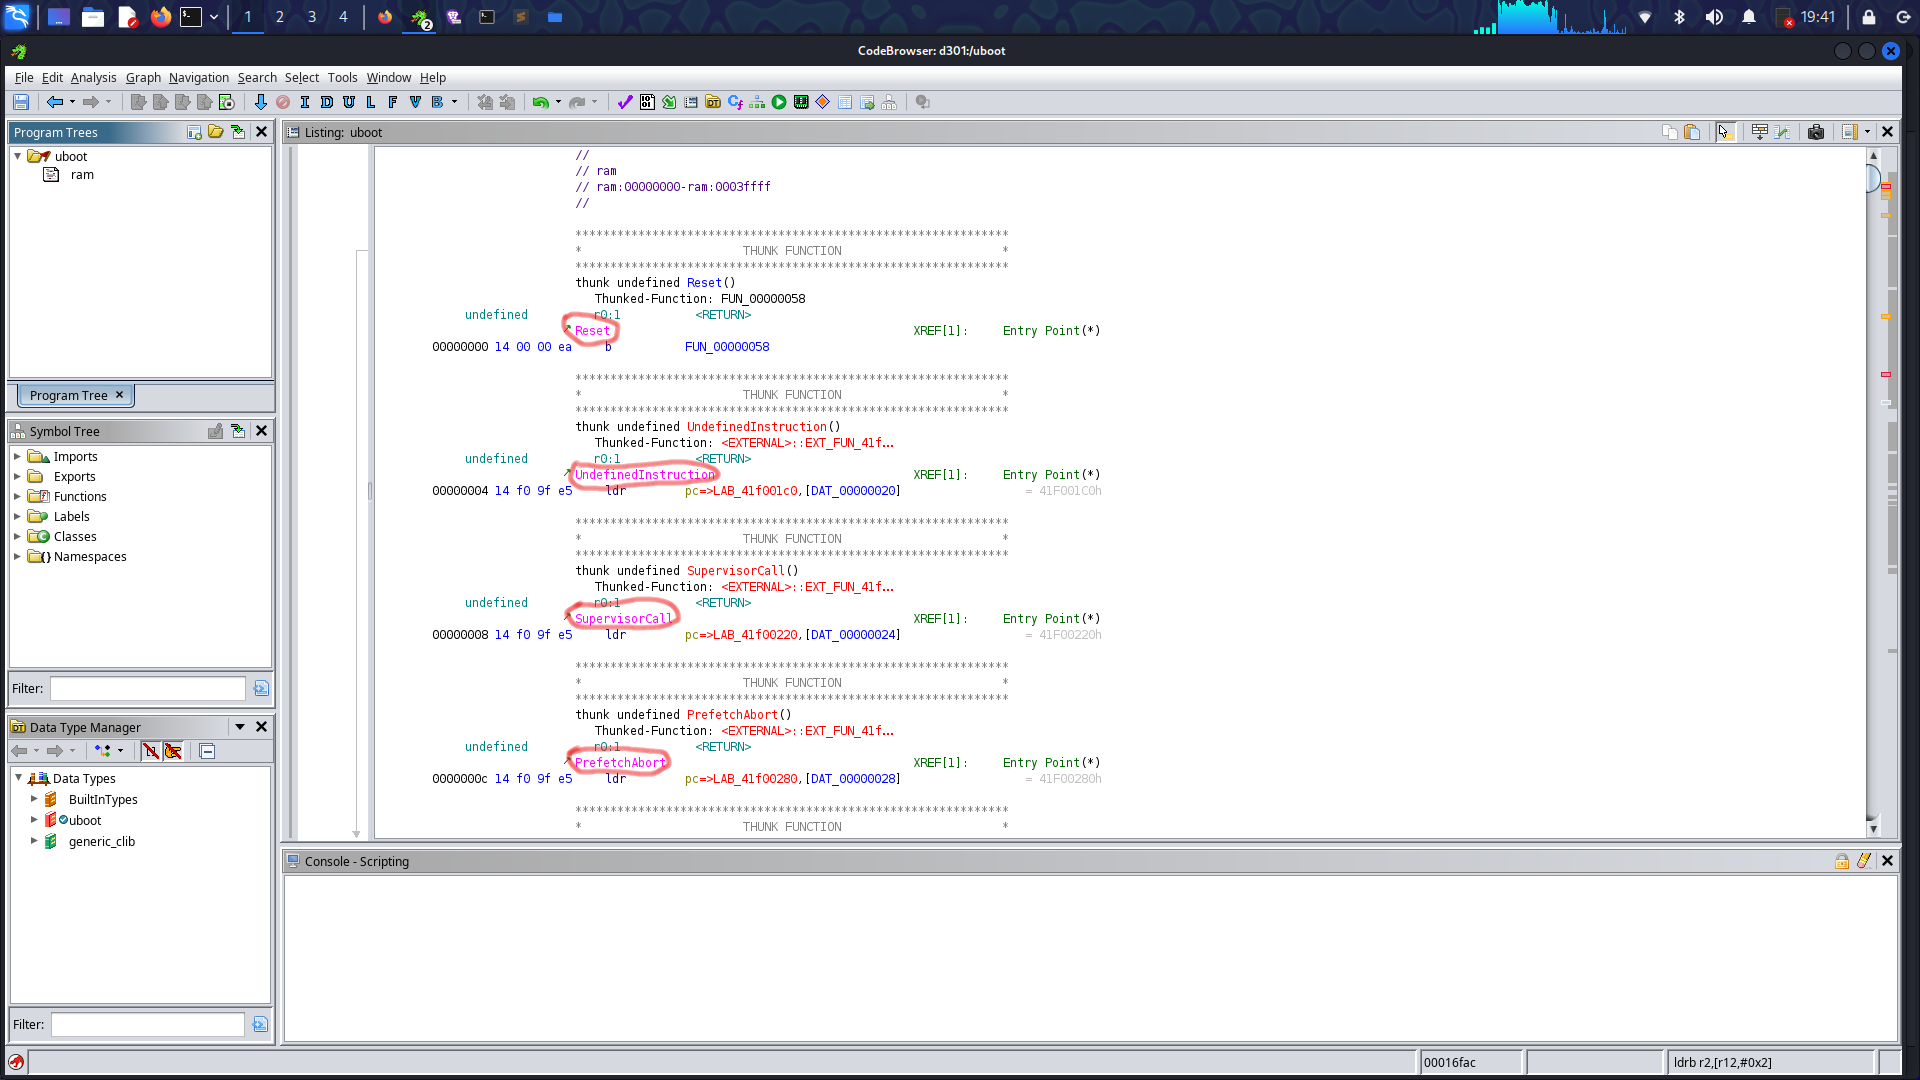 1 2 3 4 2 19:41
CodeBrowser: d301:/uboot
File Edit Analysis Graph Navigation Search Select Tools Window Help
I D U L F V B
Program Trees
uboot
ram
Program Tree
Symbol Tree
Imports
Exports
Functions
Labels
Classes
Namespaces
Filter:
Data Type Manager
Data Types
BuiltInTypes
uboot
generic_clib
Filter:
Listing: uboot
//
// ram
// ram:00000000-ram:0003ffff
//
**************************************************************
* THUNK FUNCTION *
**************************************************************
thunk undefined Reset()
Thunked-Function: FUN_00000058
undefined r0:1 <RETURN>
Reset XREF[1]: Entry Point(*)
00000000 14 00 00 ea b FUN_00000058
**************************************************************
* THUNK FUNCTION *
**************************************************************
thunk undefined UndefinedInstruction()
Thunked-Function: <EXTERNAL>::EXT_FUN_41f...
undefined r0:1 <RETURN>
UndefinedInstruction XREF[1]: Entry Point(*)
00000004 14 f0 9f e5 ldr pc=>LAB_41f001c0,[DAT_00000020] = 41F001C0h
**************************************************************
* THUNK FUNCTION *
**************************************************************
thunk undefined SupervisorCall()
Thunked-Function: <EXTERNAL>::EXT_FUN_41f...
undefined r0:1 <RETURN>
SupervisorCall XREF[1]: Entry Point(*)
00000008 14 f0 9f e5 ldr pc=>LAB_41f00220,[DAT_00000024] = 41F00220h
**************************************************************
* THUNK FUNCTION *
**************************************************************
thunk undefined PrefetchAbort()
Thunked-Function: <EXTERNAL>::EXT_FUN_41f...
undefined r0:1 <RETURN>
PrefetchAbort XREF[1]: Entry Point(*)
0000000c 14 f0 9f e5 ldr pc=>LAB_41f00280,[DAT_00000028] = 41F00280h
**************************************************************
* THUNK FUNCTION *
Console - Scripting
00016fac ldrb r2,[r12,#0x2]